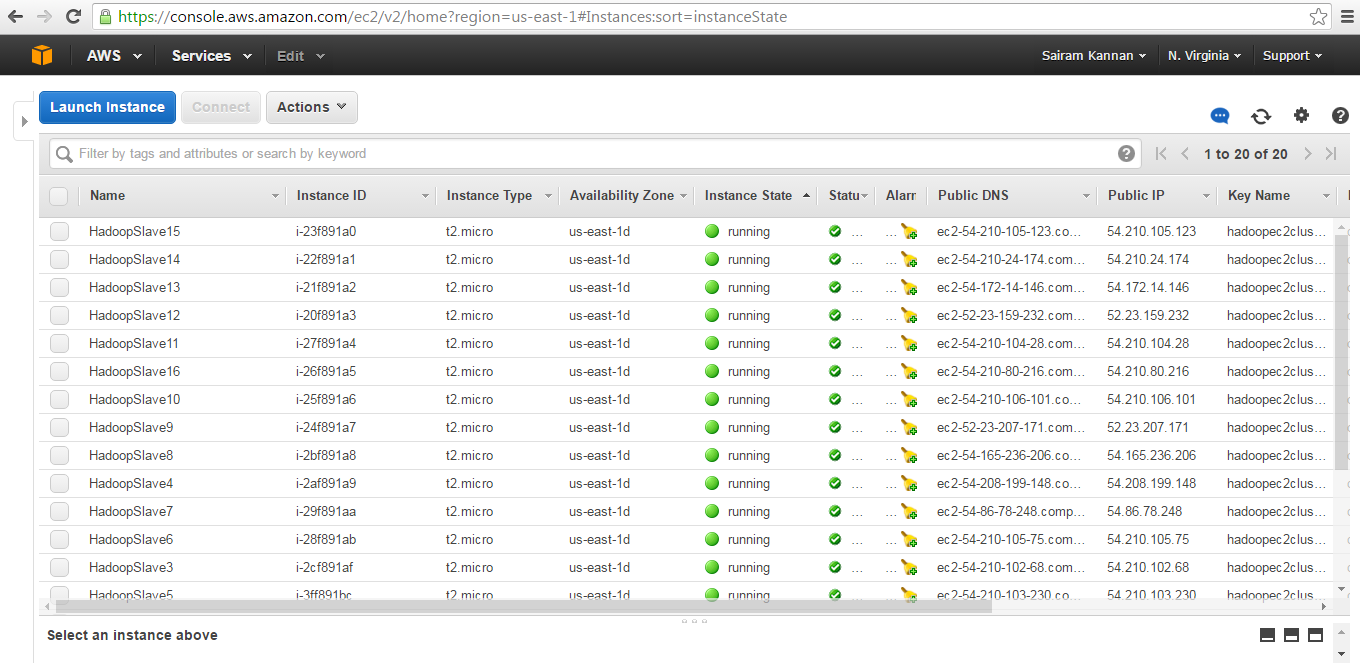 https://console.aws.amazon.com/ec2/v2/home?region=us-east-1#Instances:sort=instanceState
AWS Services Edit Sairam Kannan N. Virginia Support
Launch Instance Connect Actions
Filter by tags and attributes or search by keyword 1 to 20 of 20
Name Instance ID Instance Type Availability Zone Instance State Statu Alarr Public DNS Public IP Key Name
HadoopSlave15 i-23f891a0 t2.micro us-east-1d running ... ... ec2-54-210-105-123.co... 54.210.105.123 hadoopec2clus...
HadoopSlave14 i-22f891a1 t2.micro us-east-1d running ... ... ec2-54-210-24-174.com... 54.210.24.174 hadoopec2clus...
HadoopSlave13 i-21f891a2 t2.micro us-east-1d running ... ... ec2-54-172-14-146.com... 54.172.14.146 hadoopec2clus...
HadoopSlave12 i-20f891a3 t2.micro us-east-1d running ... ... ec2-52-23-159-232.com... 52.23.159.232 hadoopec2clus...
HadoopSlave11 i-27f891a4 t2.micro us-east-1d running ... ... ec2-54-210-104-28.com... 54.210.104.28 hadoopec2clus...
HadoopSlave16 i-26f891a5 t2.micro us-east-1d running ... ... ec2-54-210-80-216.com... 54.210.80.216 hadoopec2clus...
HadoopSlave10 i-25f891a6 t2.micro us-east-1d running ... ... ec2-54-210-106-101.co... 54.210.106.101 hadoopec2clus...
HadoopSlave9 i-24f891a7 t2.micro us-east-1d running ... ... ec2-52-23-207-171.com... 52.23.207.171 hadoopec2clus...
HadoopSlave8 i-2bf891a8 t2.micro us-east-1d running ... ... ec2-54-165-236-206.co... 54.165.236.206 hadoopec2clus...
HadoopSlave4 i-2af891a9 t2.micro us-east-1d running ... ... ec2-54-208-199-148.co... 54.208.199.148 hadoopec2clus...
HadoopSlave7 i-29f891aa t2.micro us-east-1d running ... ... ec2-54-86-78-248.comp... 54.86.78.248 hadoopec2clus...
HadoopSlave6 i-28f891ab t2.micro us-east-1d running ... ... ec2-54-210-105-75.com... 54.210.105.75 hadoopec2clus...
HadoopSlave3 i-2cf891af t2.micro us-east-1d running ... ... ec2-54-210-102-68.com... 54.210.102.68 hadoopec2clus...
HadoopSlave5 i-3ff891bc t2.micro us-east-1d running ... ... ec2-54-210-103-230.co... 54.210.103.230 hadoopec2clus...
Select an instance above